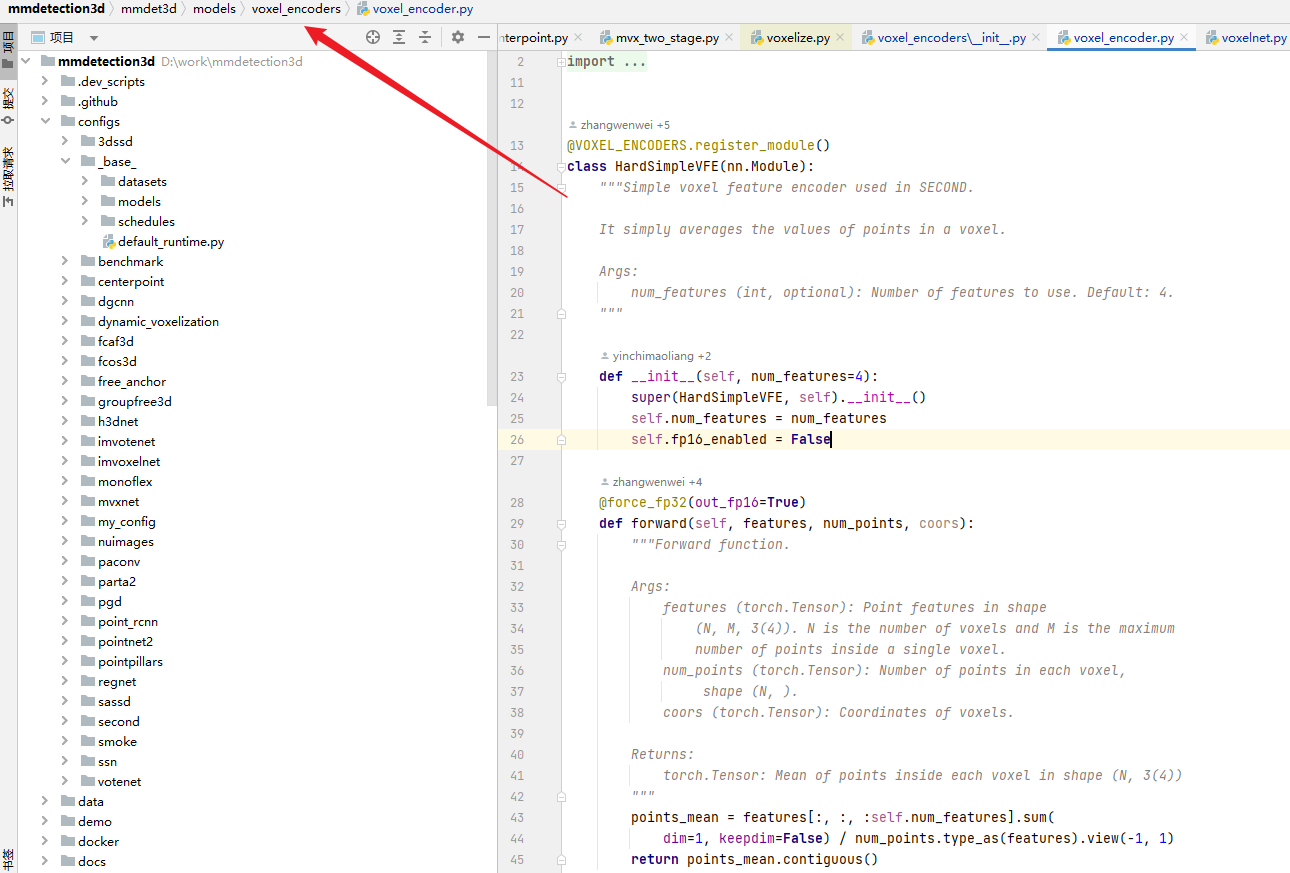 mmdetection3d mmdet3d models voxel_encoders voxel_encoder.py
项目
nterpoint.py mvx_two_stage.py voxelize.py voxel_encoders\__init__.py voxel_encoder.py voxelnet.py
项目
提交
拉取请求
书签
mmdetection3d D:\work\mmdetection3d
.dev_scripts
.github
configs
3dssd
_base_
datasets
models
schedules
default_runtime.py
benchmark
centerpoint
dgcnn
dynamic_voxelization
fcaf3d
fcos3d
free_anchor
groupfree3d
h3dnet
imvotenet
imvoxelnet
monoflex
mvxnet
my_config
nuimages
paconv
parta2
pgd
point_rcnn
pointnet2
pointpillars
regnet
sassd
second
smoke
ssn
votenet
data
demo
docker
docs
2 import ...
11
12
zhangwenwei +5
13 @VOXEL_ENCODERS.register_module()
14 class HardSimpleVFE(nn.Module):
15 """Simple voxel feature encoder used in SECOND.
16
17 It simply averages the values of points in a voxel.
18
19 Args:
20 num_features (int, optional): Number of features to use. Default: 4.
21 """
22
yinchimaoliang +2
23 def __init__(self, num_features=4):
24 super(HardSimpleVFE, self).__init__()
25 self.num_features = num_features
26 self.fp16_enabled = False
27
zhangwenwei +4
28 @force_fp32(out_fp16=True)
29 def forward(self, features, num_points, coors):
30 """Forward function.
31
32 Args:
33 features (torch.Tensor): Point features in shape
34 (N, M, 3(4)). N is the number of voxels and M is the maximum
35 number of points inside a single voxel.
36 num_points (torch.Tensor): Number of points in each voxel,
37 shape (N, ).
38 coors (torch.Tensor): Coordinates of voxels.
39
40 Returns:
41 torch.Tensor: Mean of points inside each voxel in shape (N, 3(4))
42 """
43 points_mean = features[:, :, :self.num_features].sum(
44 dim=1, keepdim=False) / num_points.type_as(features).view(-1, 1)
45 return points_mean.contiguous()